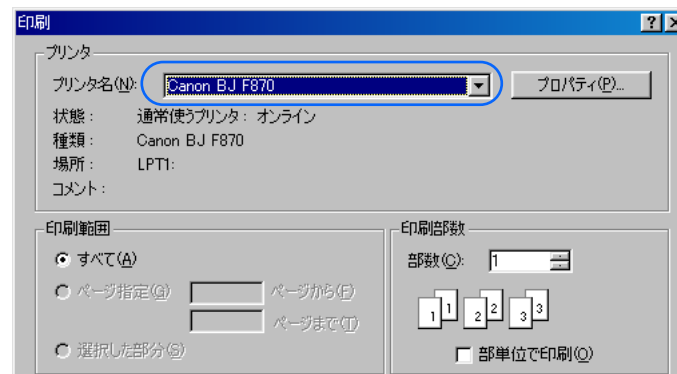 印刷
プリンタ
プリンタ名(N): Canon BJ F870 プロパティ(P)...
状態： 通常使うプリンタ： オンライン
種類： Canon BJ F870
場所： LPT1:
コメント：
印刷範囲
すべて(A)
ページ指定(G) ページから(F)
ページまで(T)
選択した部分(S)
印刷部数
部数(C): 1
1 1 2 2 3 3
部単位で印刷(O)